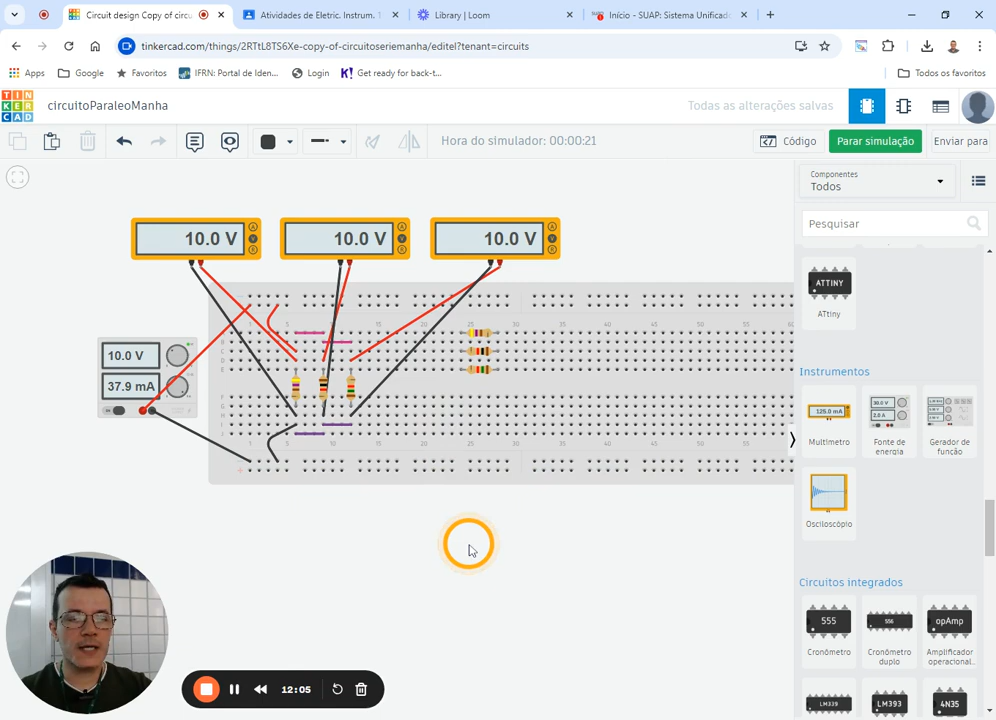 Circuit design Copy of circu
Atividades de Eletric. Instrum. 1
Library | Loom
Início - SUAP: Sistema Unificad
tinkercad.com/things/2RTtL8TS6Xe-copy-of-circuitoseriemanha/editel?tenant=circuits
Apps
Google
Favoritos
IFRN: Portal de Iden...
Login
Get ready for back-t...
Todos os favoritos
TIN
KER
CAD
circuitoParaleoManha
Todas as alterações salvas
Hora do simulador: 00:00:21
Código
Parar simulação
Enviar para
Componentes
Todos
Pesquisar
10.0 V
10.0 V
10.0 V
10.0 V
37.9 mA
ATTINY
ATtiny
Instrumentos
125.0 mA
Multímetro
Fonte de
energia
Gerador de
função
Osciloscópio
Circuitos integrados
555
Cronômetro
556
Cronômetro
duplo
opAmp
Amplificador
operacional...
LM339
LM393
4N35
12:05